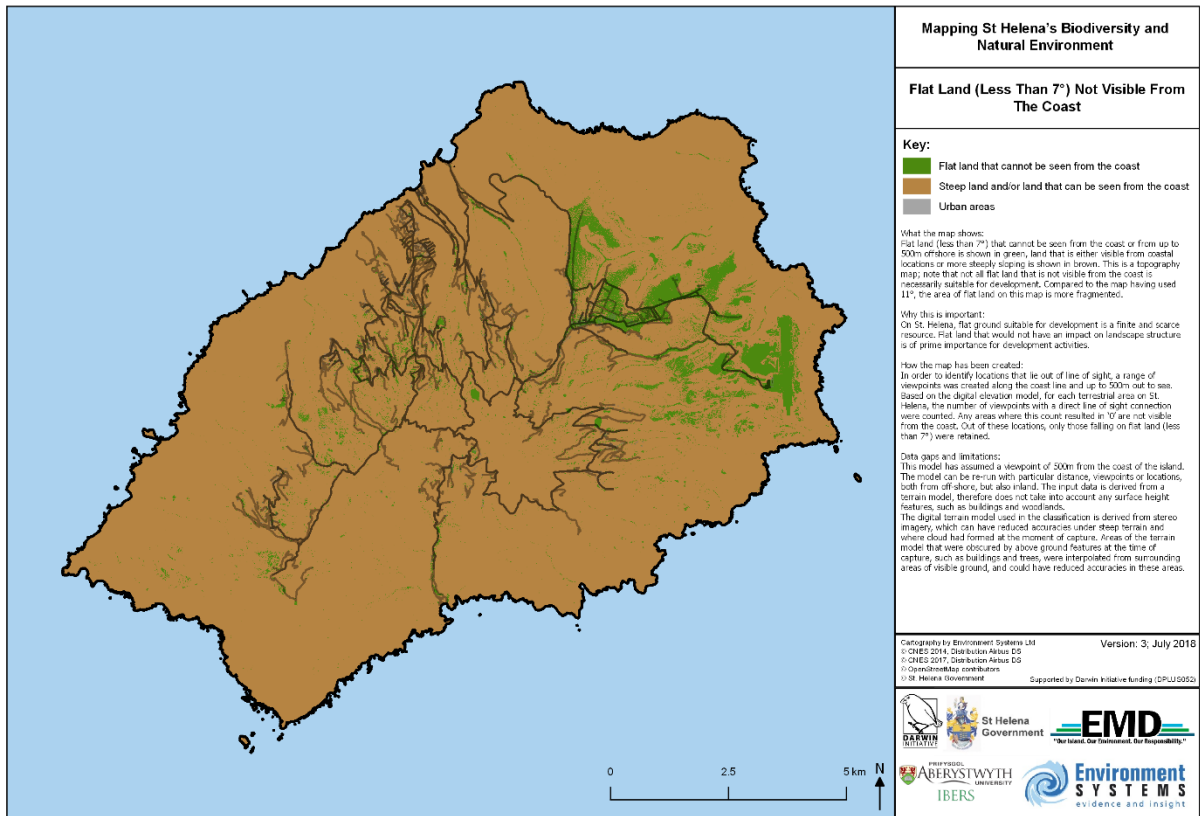 Mapping St Helena's Biodiversity and
Natural Environment
Flat Land (Less Than 7°) Not Visible From
The Coast
Key:
Flat land that cannot be seen from the coast
Steep land and/or land that can be seen from the coast
Urban areas
What the map shows:
Flat land (less than 7°) that cannot be seen from the coast or from up to
500m offshore is shown in green, land that is either visible from coastal
locations or more steeply sloping is shown in brown. This is a topography
map; note that not all flat land that is not visible from the coast is
necessarily suitable for development. Compared to the map having used
11°, the area of flat land on this map is more fragmented.
Why this is important:
On St. Helena, flat ground suitable for development is a finite and scarce
resource. Flat land that would not have an impact on landscape structure
is of prime importance for development activities.
How the map has been created:
In order to identify locations that lie out of line of sight, a range of
viewpoints was created along the coast line and up to 500m out to see.
Based on the digital elevation model, for each terrestrial area on St.
Helena, the number of viewpoints with a direct line of sight connection
were counted. Any areas where this count resulted in '0' are not visible
from the coast. Out of these locations, only those falling on flat land (less
than 7°) were retained.
Data gaps and limitations:
This model has assumed a viewpoint of 500m from the coast of the island.
The model can be re-run with particular distance, viewpoints or locations,
both from off-shore, but also inland. The input data is derived from a
terrain model, therefore does not take into account any surface height
features, such as buildings and woodlands.
The digital terrain model used in the classification is derived from stereo
imagery, which can have reduced accuracies under steep terrain and
where cloud had formed at the moment of capture. Areas of the terrain
model that were obscured by above ground features at the time of
capture, such as buildings and trees, were interpolated from surrounding
areas of visible ground, and could have reduced accuracies in these areas.
Cartography by Environment Systems Ltd
© CNES 2014, Distribution Airbus DS
© CNES 2017, Distribution Airbus DS
© OpenStreetMap contributors
© St. Helena Government
Version: 3; July 2018
Supported by Darwin Initiative funding (DPLUS052)
DARWIN
INITIATIVE
St Helena
Government
EMD
"Our Island. Our Environment. Our Responsibility."
PRIFYSGOL
ABERYSTWYTH
UNIVERSITY
IBERS
Environment
SYSTEMS
evidence and insight
0
2.5
5 km
N